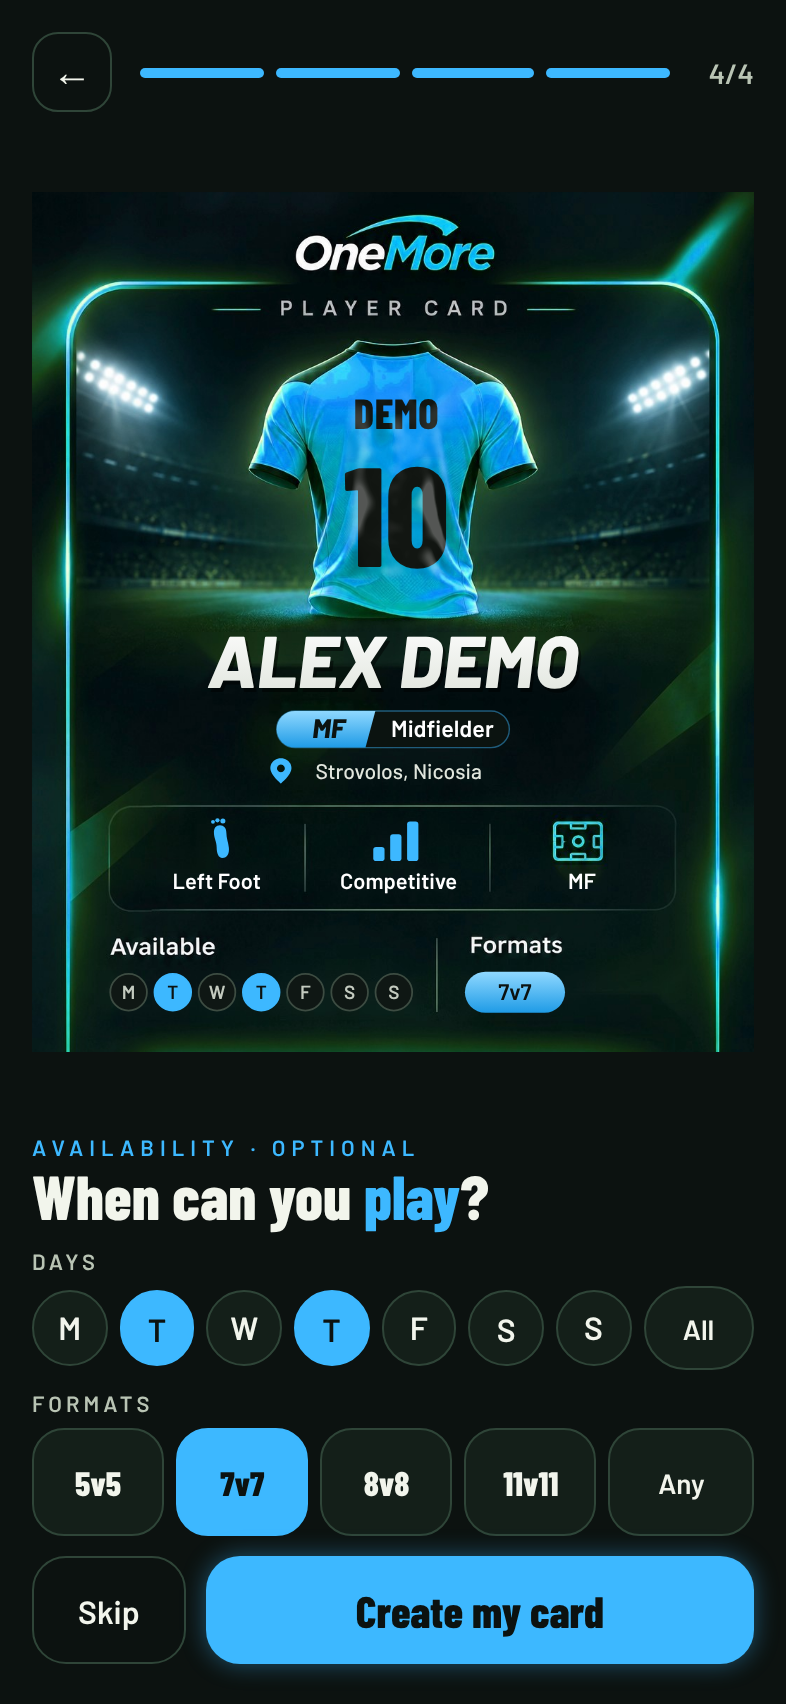 ←
4/4
OneMore
PLAYER CARD
DEMO
10
ALEX DEMO
MF Midfielder
Strovolos, Nicosia
Left Foot Competitive MF
Available Formats
M T W T F S S 7v7
AVAILABILITY · OPTIONAL
When can you play?
DAYS
M T W T F S S All
FORMATS
5v5 7v7 8v8 11v11 Any
Skip Create my card